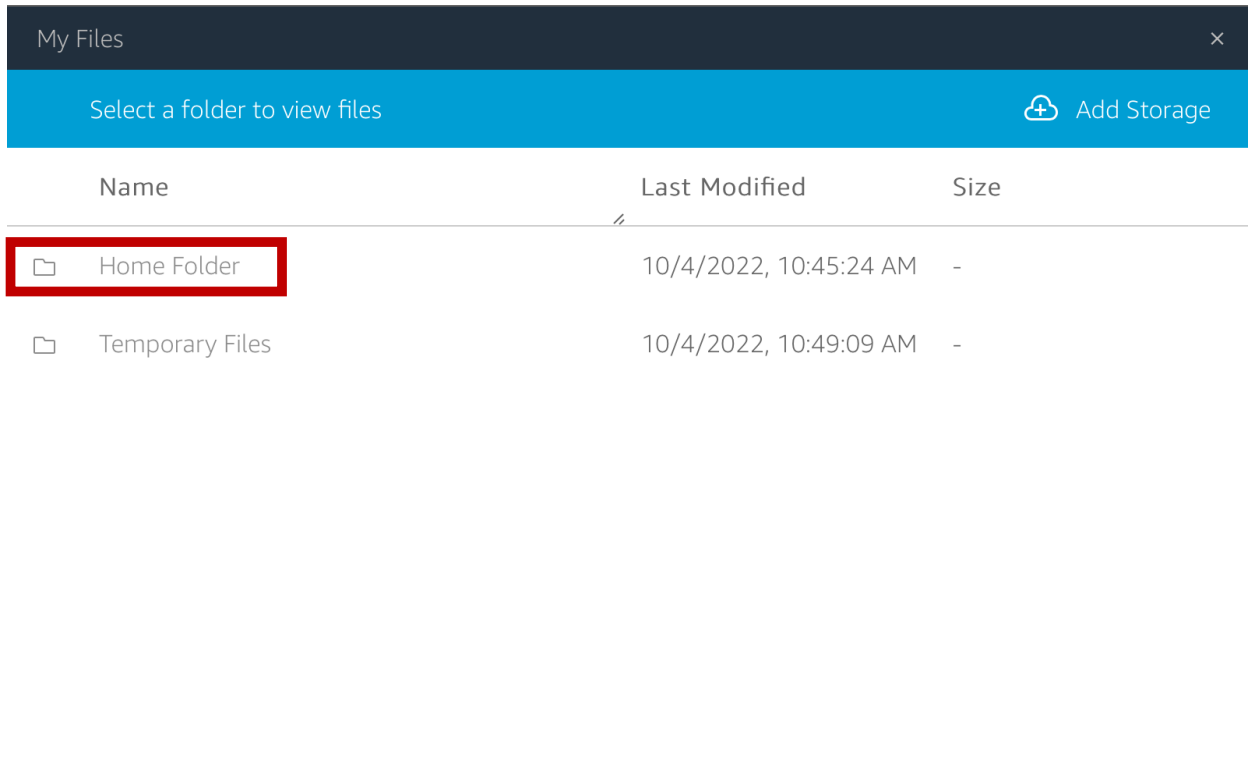 My Files
Select a folder to view files Add Storage
Name Last Modified Size
Home Folder 10/4/2022, 10:45:24 AM -
Temporary Files 10/4/2022, 10:49:09 AM -